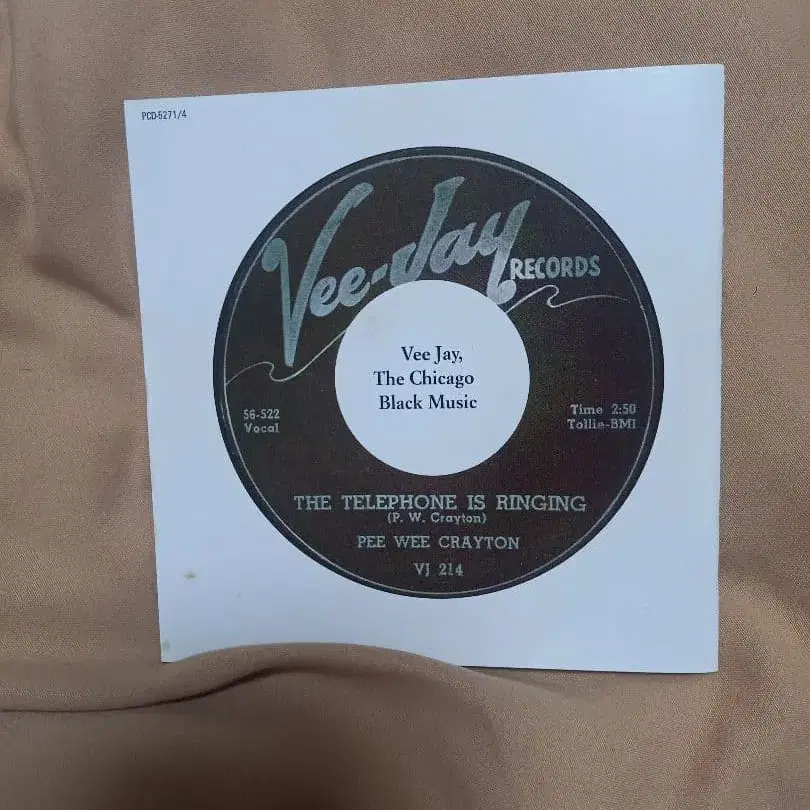 PCD-5271/4
Vee-Jay
RECORDS
Vee Jay,
The Chicago
Black Music
56-522
Vocal
Time 2:50
Tollie-BMI
THE TELEPHONE IS RINGING
(P. W. Crayton)
PEE WEE CRAYTON
VJ 214